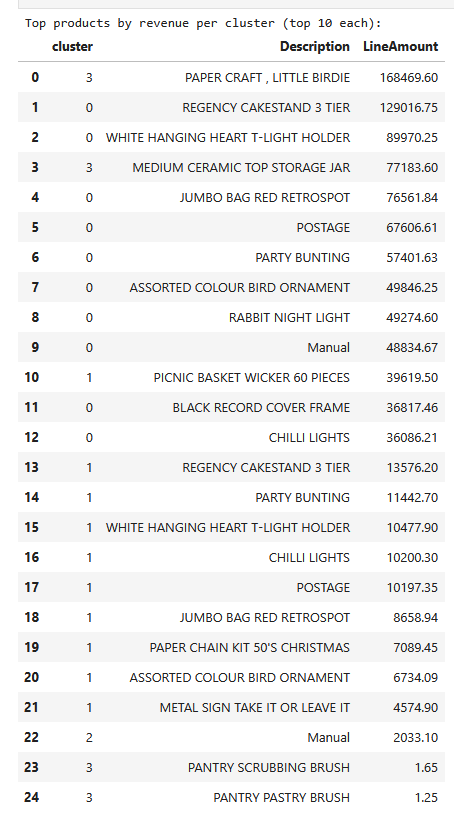 Top products by revenue per cluster (top 10 each):
cluster Description LineAmount
0 3 PAPER CRAFT , LITTLE BIRDIE 168469.60
1 0 REGENCY CAKESTAND 3 TIER 129016.75
2 0 WHITE HANGING HEART T-LIGHT HOLDER 89970.25
3 3 MEDIUM CERAMIC TOP STORAGE JAR 77183.60
4 0 JUMBO BAG RED RETROSPOT 76561.84
5 0 POSTAGE 67606.61
6 0 PARTY BUNTING 57401.63
7 0 ASSORTED COLOUR BIRD ORNAMENT 49846.25
8 0 RABBIT NIGHT LIGHT 49274.60
9 0 Manual 48834.67
10 1 PICNIC BASKET WICKER 60 PIECES 39619.50
11 0 BLACK RECORD COVER FRAME 36817.46
12 0 CHILLI LIGHTS 36086.21
13 1 REGENCY CAKESTAND 3 TIER 13576.20
14 1 PARTY BUNTING 11442.70
15 1 WHITE HANGING HEART T-LIGHT HOLDER 10477.90
16 1 CHILLI LIGHTS 10200.30
17 1 POSTAGE 10197.35
18 1 JUMBO BAG RED RETROSPOT 8658.94
19 1 PAPER CHAIN KIT 50'S CHRISTMAS 7089.45
20 1 ASSORTED COLOUR BIRD ORNAMENT 6734.09
21 1 METAL SIGN TAKE IT OR LEAVE IT 4574.90
22 2 Manual 2033.10
23 3 PANTRY SCRUBBING BRUSH 1.65
24 3 PANTRY PASTRY BRUSH 1.25